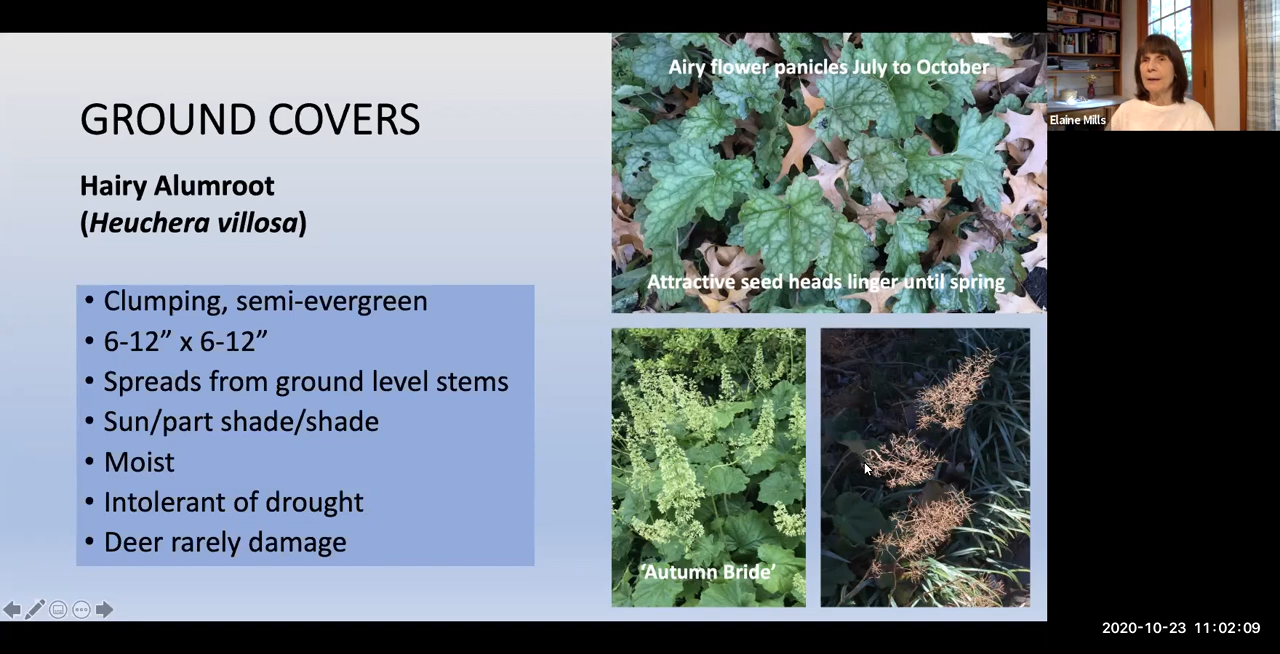 GROUND COVERS
Hairy Alumroot
(Heuchera villosa)
• Clumping, semi-evergreen
• 6-12” x 6-12”
• Spreads from ground level stems
• Sun/part shade/shade
• Moist
• Intolerant of drought
• Deer rarely damage
Airy flower panicles July to October
Attractive seed heads linger until spring
‘Autumn Bride’
Elaine Mills
2020-10-23 11:02:09